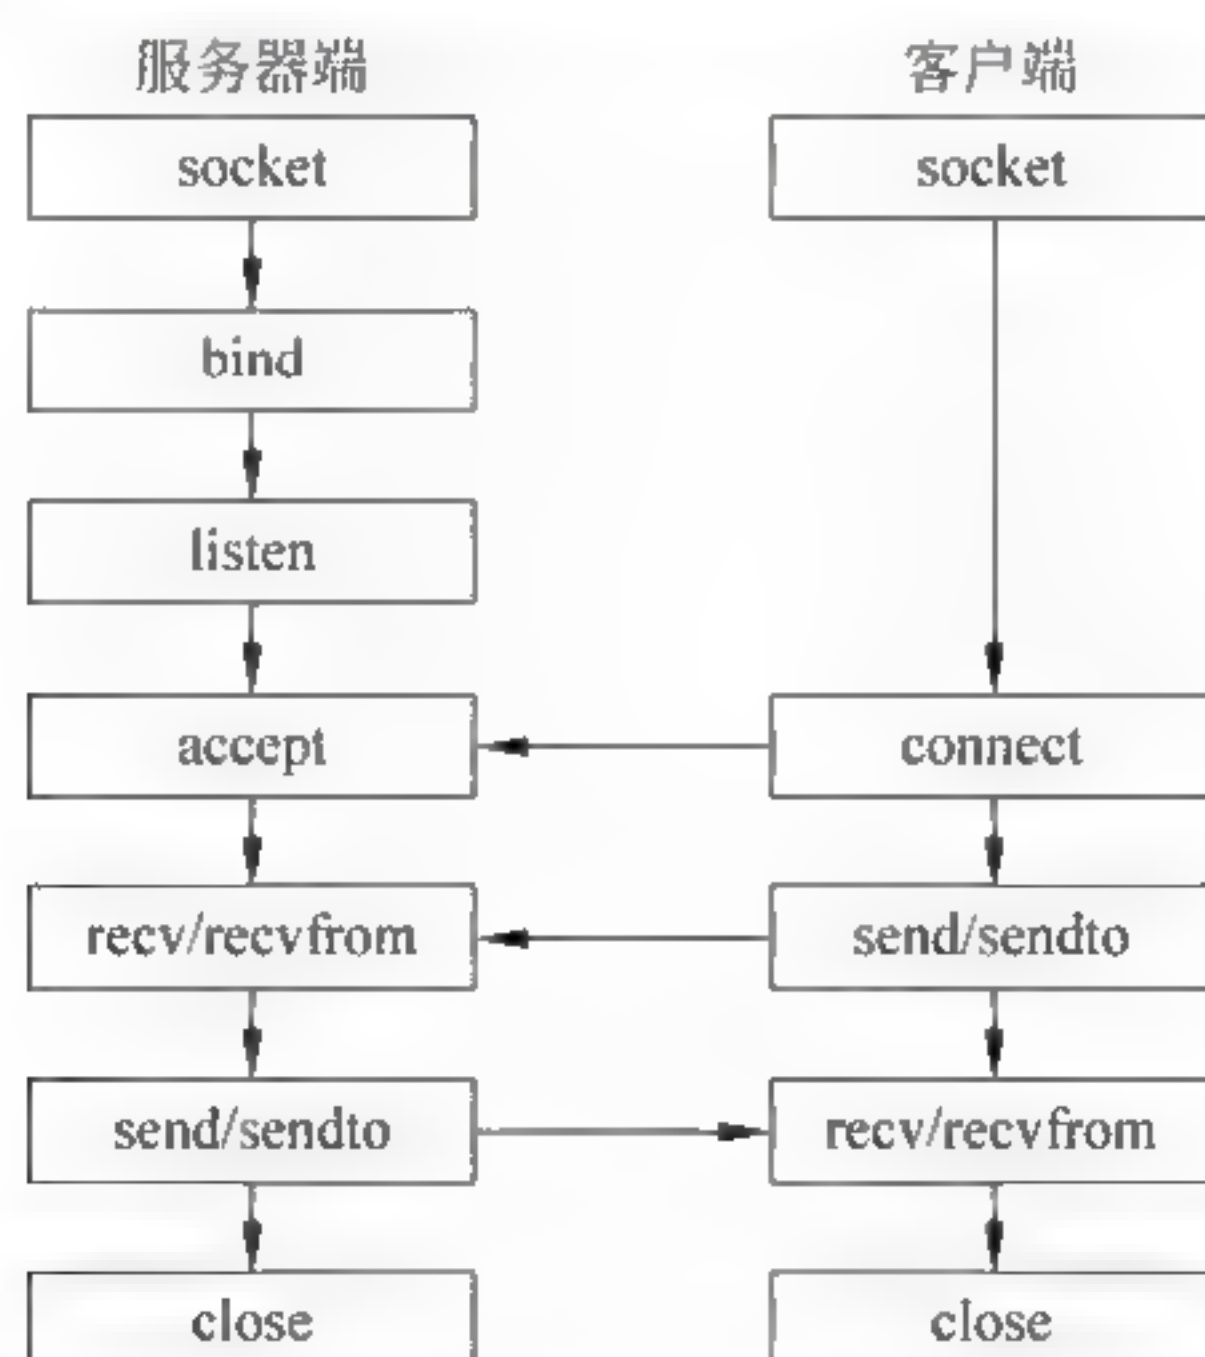 服务器端
客户端
socket
socket
bind
listen
accept
connect
recv/recvfrom
send/sendto
send/sendto
recv/recvfrom
close
close